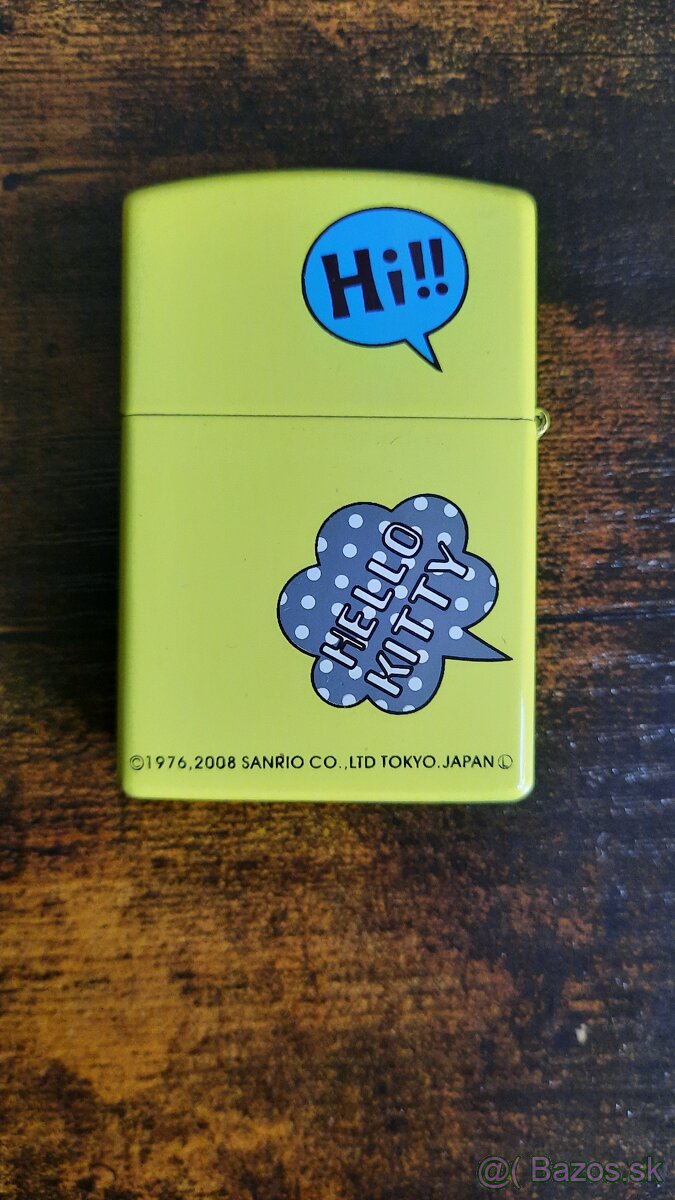 Hi!!
HELLO
KITTY
©1976,2008 SANRIO CO.,LTD TOKYO.JAPAN Ⓛ
@( Bazos.sk